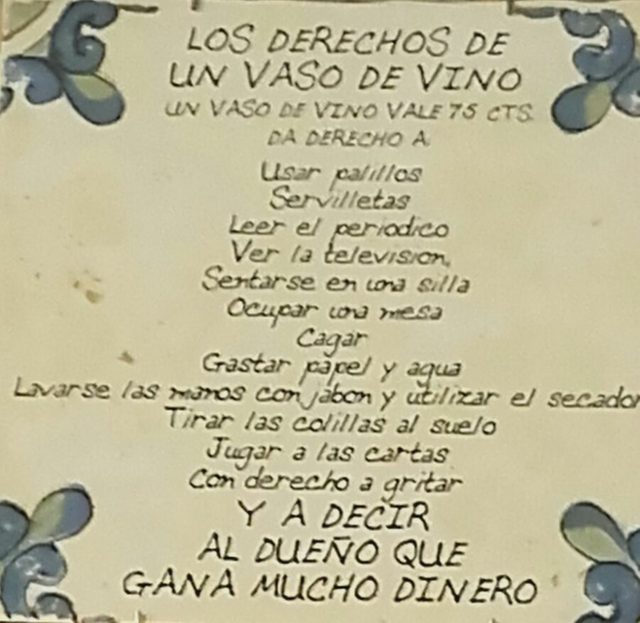 LOS DERECHOS DE
UN VASO DE VINO
UN VASO DE VINO VALE 75 CTS.
DA DERECHO A:
Usar palillos
Servilletas
Leer el periodico
Ver la television,
Sentarse en una silla
Ocupar una mesa
Cagar
Gastar papel y agua
Lavarse las manos con jabon y utilizar el secador
Tirar las colillas al suelo
Jugar a las cartas
Con derecho a gritar
Y A DECIR
AL DUEÑO QUE
GANA MUCHO DINERO